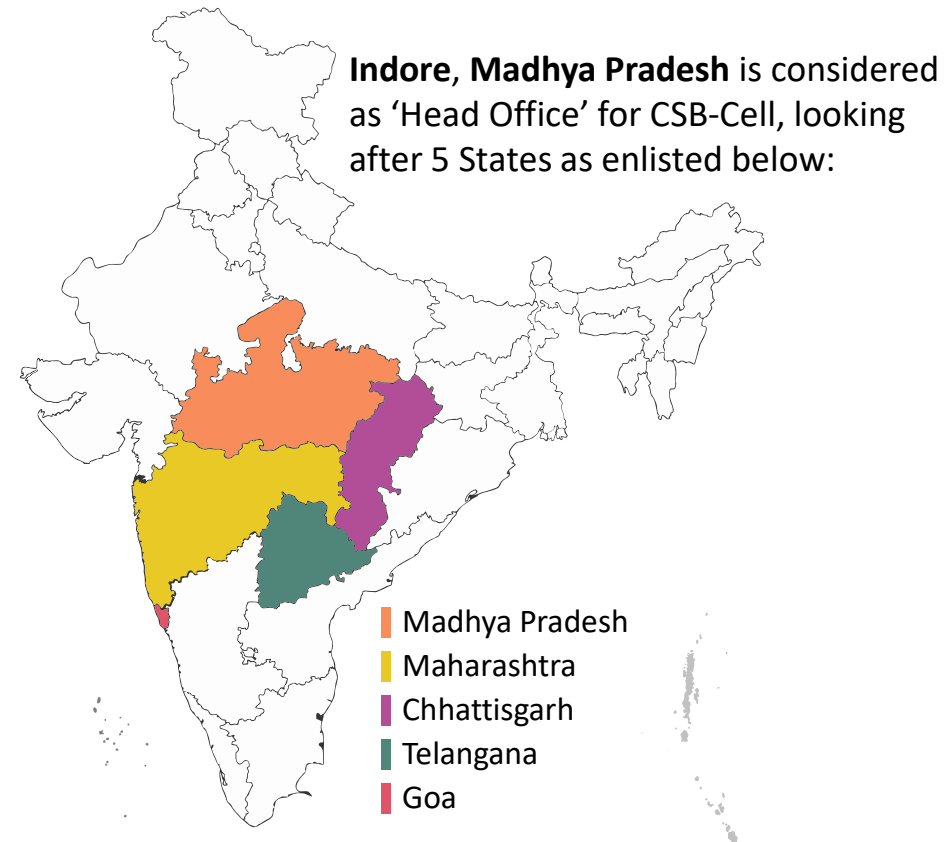 Indore, Madhya Pradesh is considered
as ‘Head Office’ for CSB-Cell, looking
after 5 States as enlisted below:
Madhya Pradesh
Maharashtra
Chhattisgarh
Telangana
Goa